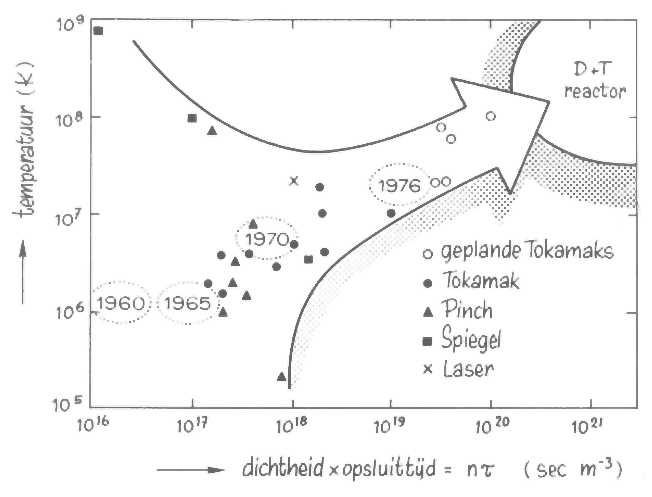 10⁹
10⁸
10⁷
10⁶
10⁵
temperatuur (K)
D+T
reactor
1976
1970
1960
1965
geplande Tokamaks
Tokamak
Pinch
Spiegel
Laser
10¹⁶ 10¹⁷ 10¹⁸ 10¹⁹ 10²⁰ 10²¹
dichtheid × opsluittijd = nτ (sec m⁻³)